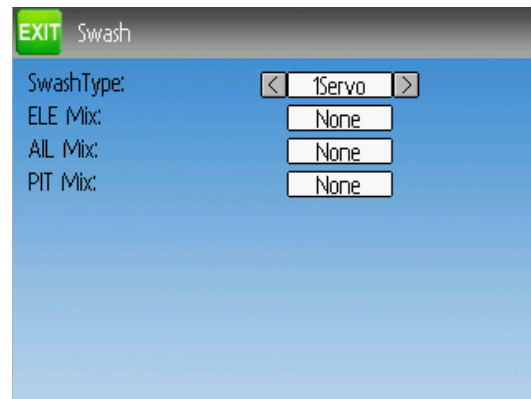 EXIT Swash
SwashType: < 1Servo >
ELE Mix: None
AIL Mix: None
PIT Mix: None